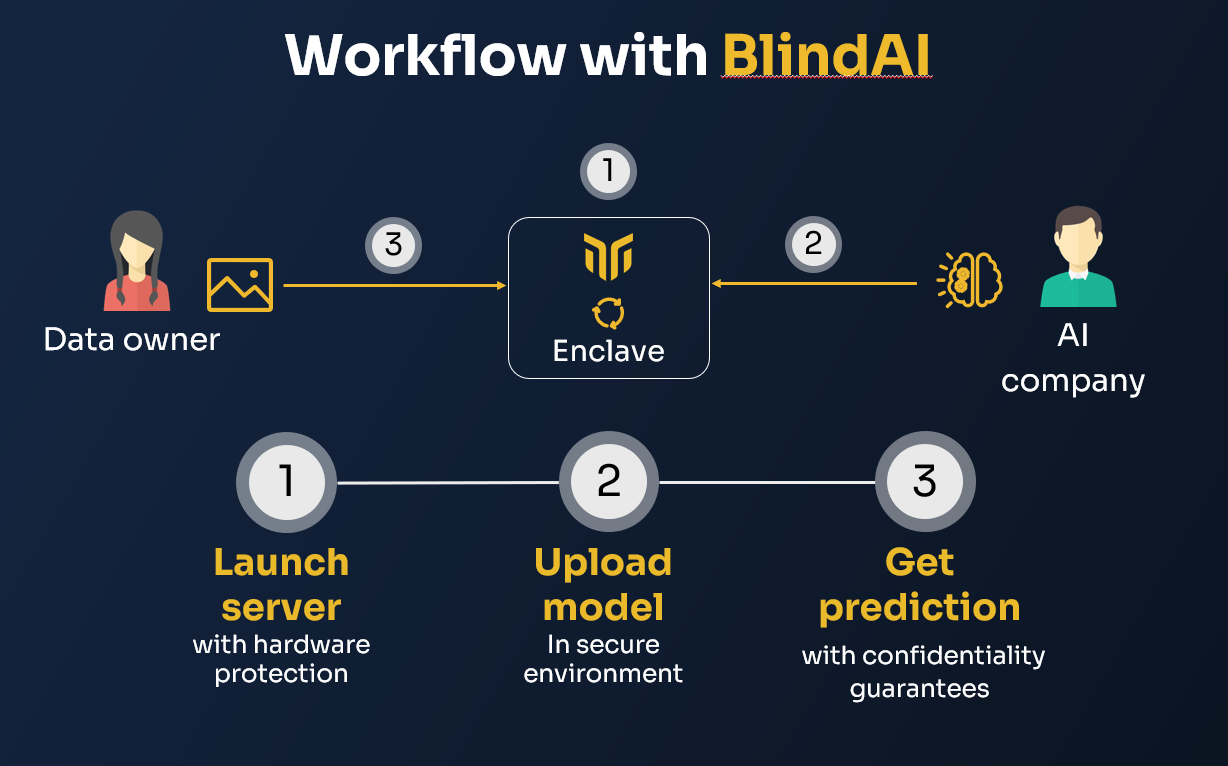 Workflow with BlindAI
1
3
2
Enclave
Data owner
AI
company
1
2
3
Launch
server
with hardware
protection
Upload
model
In secure
environment
Get
prediction
with confidentiality
guarantees